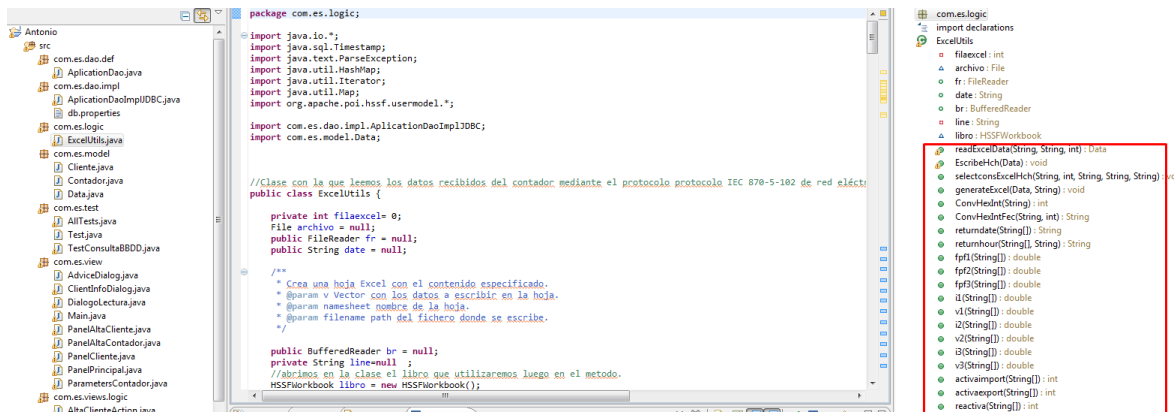 Antonio
src
com.es.dao.def
AplicationDao.java
com.es.dao.impl
AplicationDaoImplJDBC.java
db.properties
com.es.logic
ExcelUtils.java
com.es.model
Cliente.java
Contador.java
Data.java
com.es.test
AllTests.java
Test.java
TestConsultaBBDD.java
com.es.view
AdviceDialog.java
ClientInfoDialog.java
DialogoLectura.java
Main.java
PanelAltaCliente.java
PanelAltaContador.java
PanelCliente.java
PanelPrincipal.java
ParametersContador.java
com.es.views.logic
AltaClienteAction.java
package com.es.logic;
import java.io.*;
import java.sql.Timestamp;
import java.text.ParseException;
import java.util.HashMap;
import java.util.Iterator;
import java.util.Map;
import org.apache.poi.hssf.usermodel.*;
import com.es.dao.impl.AplicationDaoImplJDBC;
import com.es.model.Data;
//Clase con la que leemos los datos recibidos del contador mediante el protocolo protocolo IEC 870-5-102 de red eléctr
public class ExcelUtils {
private int filaexcel= 0;
File archivo = null;
public FileReader fr = null;
public String date = null;
/**
* Crea una hoja Excel con el contenido especificado.
* @param v Vector con los datos a escribir en la hoja.
* @param namesheet nombre de la hoja.
* @param filename path del fichero donde se escribe.
*/
public BufferedReader br = null;
private String line=null ;
//abrimos en la clase el libro que utilizaremos luego en el metodo.
HSSFWorkbook libro = new HSSFWorkbook();
com.es.logic
import declarations
ExcelUtils
filaexcel : int
archivo : File
fr : FileReader
date : String
br : BufferedReader
line : String
libro : HSSFWorkbook
readExcelData(String, String, int) : Data
EscribeHch(Data) : void
selectconsExcelHch(String, int, String, String, String) : vo
generateExcel(Data, String) : void
ConvHexInt(String) : int
ConvHexIntFec(String, int) : String
returndate(String[]) : String
returnhour(String[], String) : String
fpf1(String[]) : double
fpf2(String[]) : double
fpf3(String[]) : double
i1(String[]) : double
v1(String[]) : double
i2(String[]) : double
v2(String[]) : double
i3(String[]) : double
v3(String[]) : double
activaimport(String[]) : int
activaexport(String[]) : int
reactiva(String[]) : int